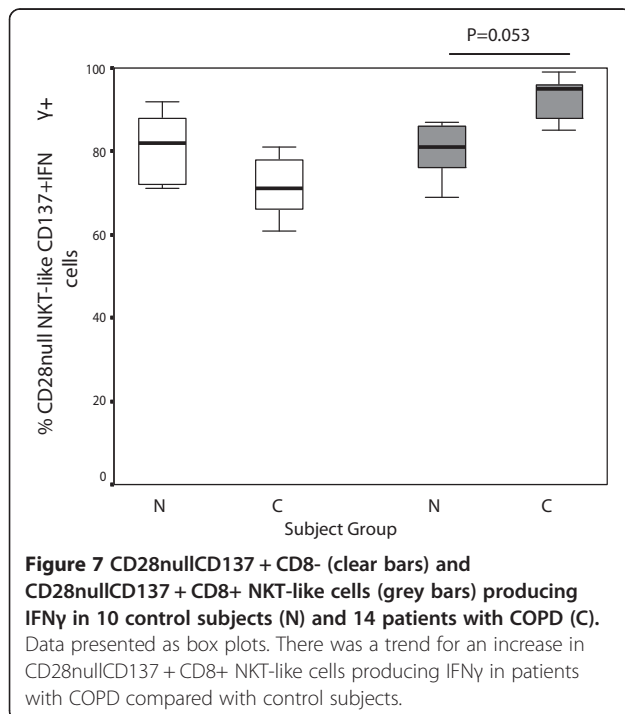 P=0.053
% CD28null NKT-like CD137+IFN γ+
cells
100
80
60
40
20
0
N C N C
Subject Group
Figure 7 CD28nullCD137 + CD8- (clear bars) and
CD28nullCD137 + CD8+ NKT-like cells (grey bars) producing
IFNγ in 10 control subjects (N) and 14 patients with COPD (C).
Data presented as box plots. There was a trend for an increase in
CD28nullCD137 + CD8+ NKT-like cells producing IFNγ in patients
with COPD compared with control subjects.